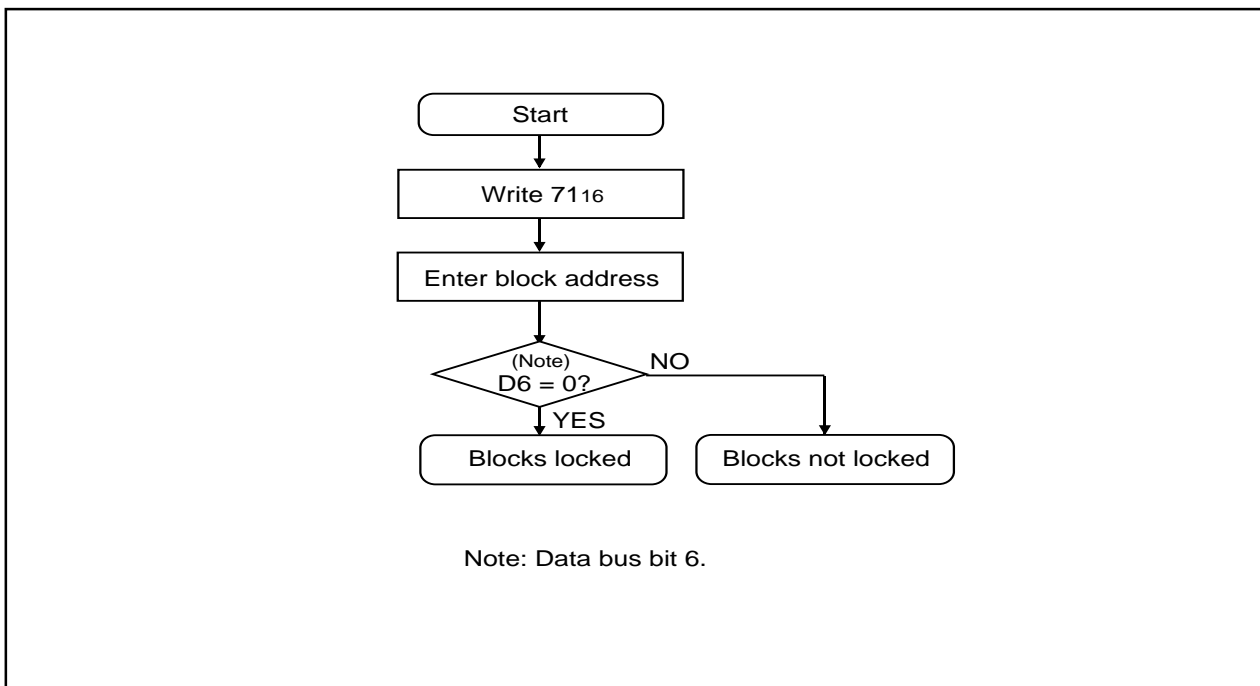 Start
Write 7116
Enter block address
(Note)
D6 = 0?
NO
YES
Blocks locked
Blocks not locked
Note: Data bus bit 6.